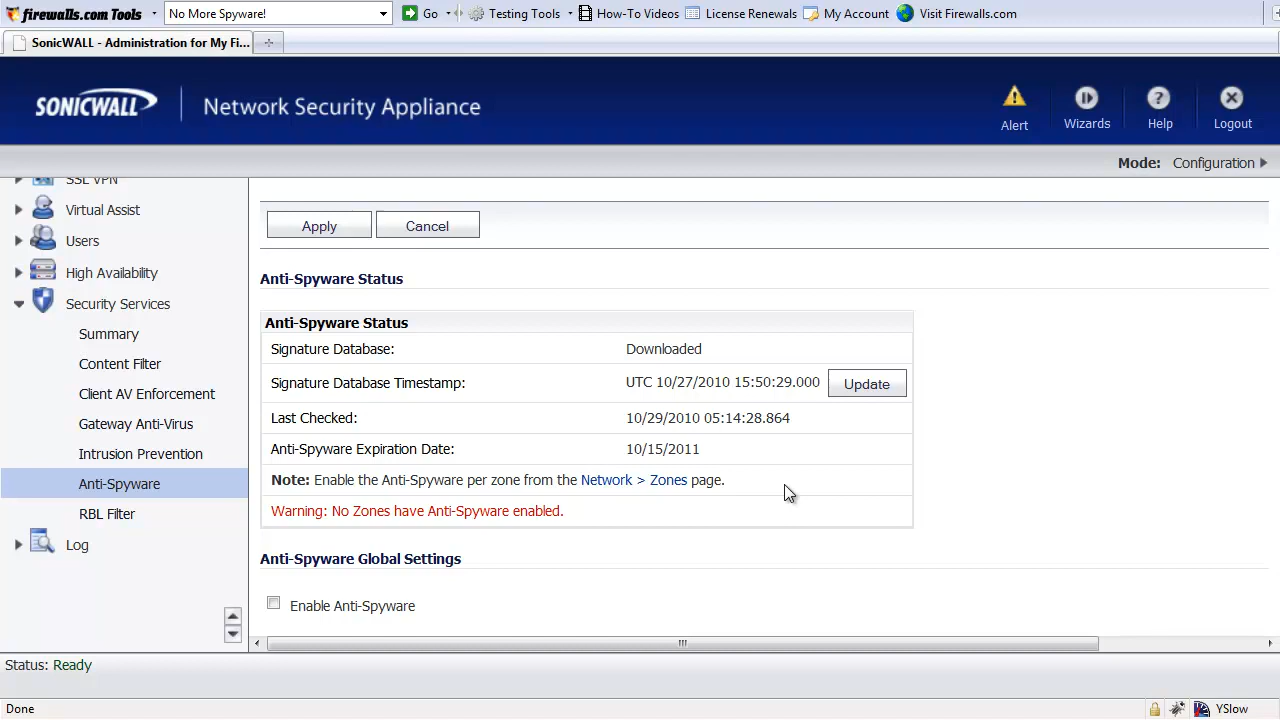 firewalls.com Tools No More Spyware! Go Testing Tools How-To Videos License Renewals My Account Visit Firewalls.com
SonicWALL - Administration for My Fi...
SONICWALL Network Security Appliance
Alert Wizards Help Logout
Mode: Configuration
SSL VPN
Virtual Assist
Users
High Availability
Security Services
Summary
Content Filter
Client AV Enforcement
Gateway Anti-Virus
Intrusion Prevention
Anti-Spyware
RBL Filter
Log
Apply Cancel
Anti-Spyware Status
Anti-Spyware Status
Signature Database: Downloaded
Signature Database Timestamp: UTC 10/27/2010 15:50:29.000 Update
Last Checked: 10/29/2010 05:14:28.864
Anti-Spyware Expiration Date: 10/15/2011
Note: Enable the Anti-Spyware per zone from the Network > Zones page.
Warning: No Zones have Anti-Spyware enabled.
Anti-Spyware Global Settings
Enable Anti-Spyware
Status: Ready
Done YSlow